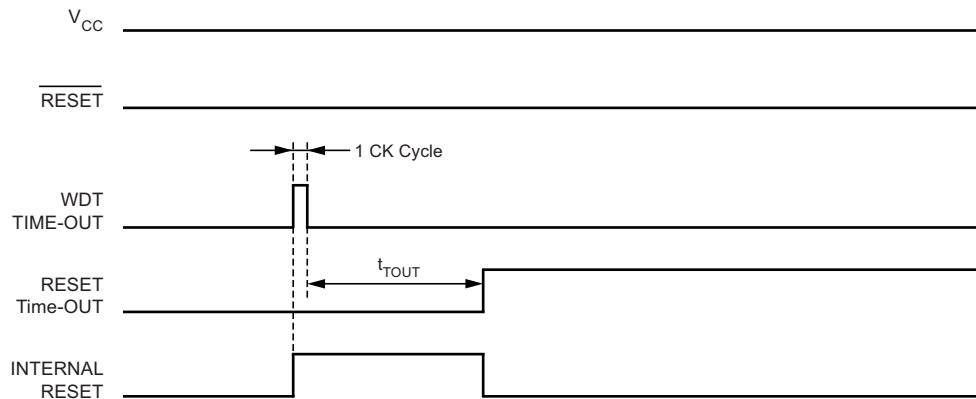 VCC
RESET
1 CK Cycle
WDT
TIME-OUT
tTOUT
RESET
Time-OUT
INTERNAL
RESET